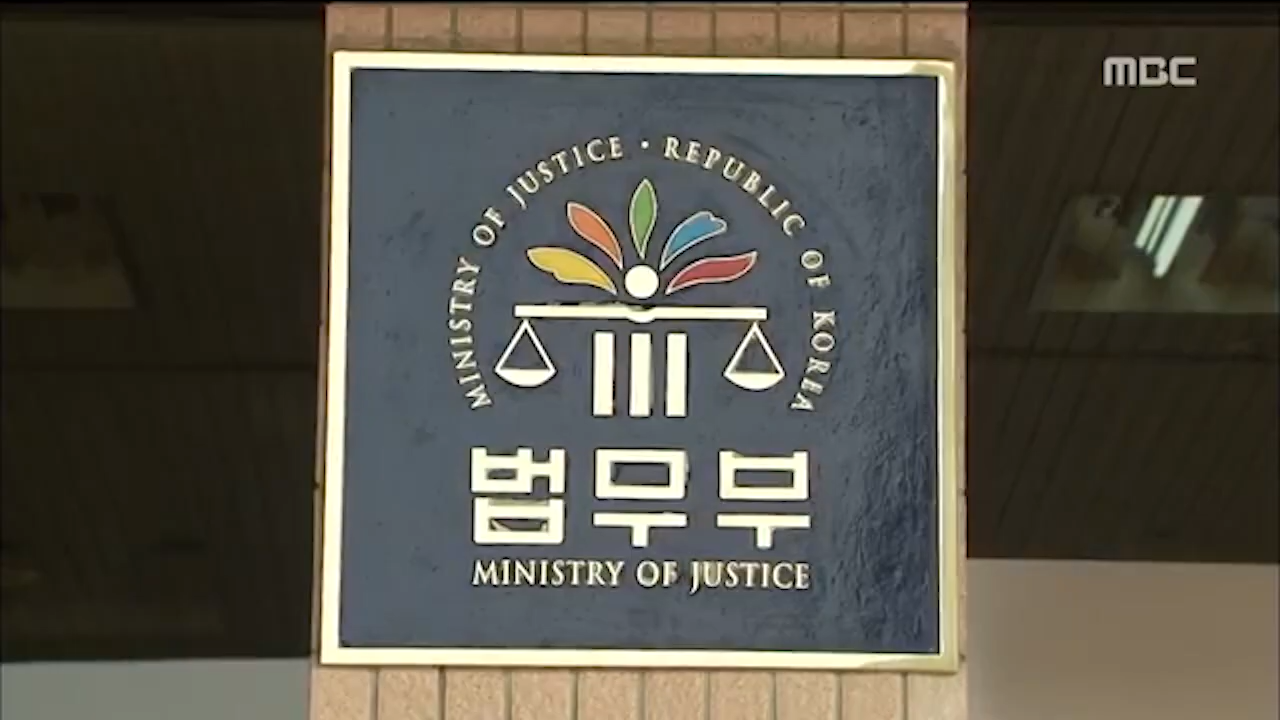 MBC
MINISTRY OF JUSTICE · REPUBLIC OF KOREA
법무부
MINISTRY OF JUSTICE